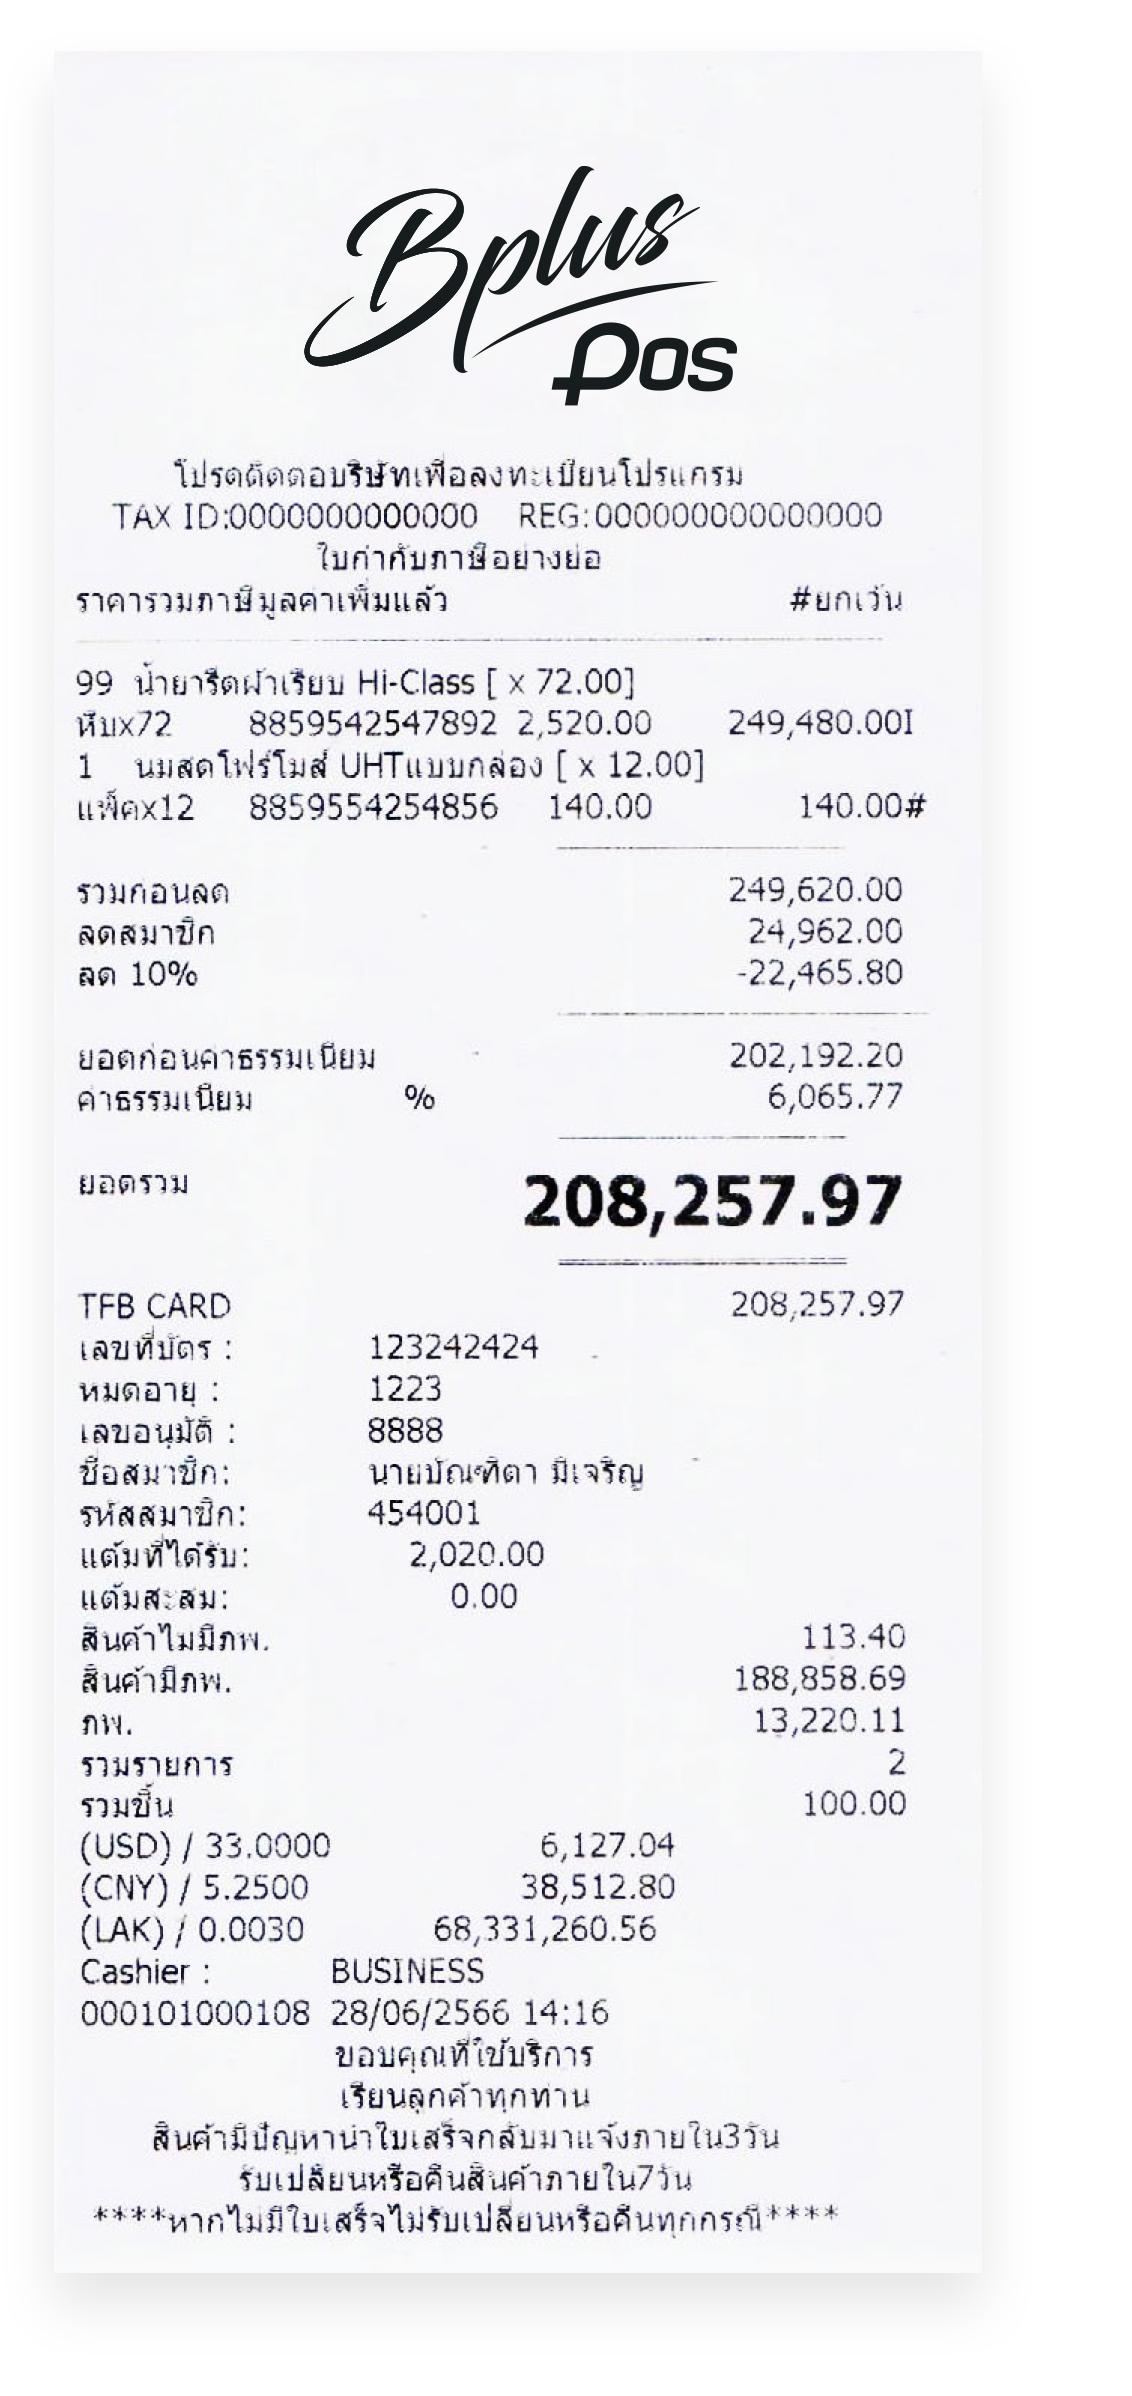 Bplus
POS
โปรดติดตอบริษัทเพื่อลงทะเบียนโปรแกรม
TAX ID:0000000000000 REG:000000000000000
ใบกำกับภาษีอย่างย่อ
ราคารวมภาษีมูลค่าเพิ่มแล้ว #ยกเว้น
99 น้ำยารีดผ้าเรียบ Hi-Class [ x 72.00]
หีบx72 8859542547892 2,520.00 249,480.00I
1 นมสดโฟร์โมส์ UHTแบบกล่อง [ x 12.00]
แพ็คx12 8859554254856 140.00 140.00#
รวมก่อนลด 249,620.00
ลดสมาชิก 24,962.00
ลด 10% -22,465.80
ยอดก่อนค่าธรรมเนียม 202,192.20
ค่าธรรมเนียม % 6,065.77
ยอดรวม 208,257.97
TFB CARD 208,257.97
เลขที่บัตร : 123242424
หมดอายุ : 1223
เลขอนุมัติ : 8888
ชื่อสมาชิก: นายบัณฑิตา มีเจริญ
รหัสสมาชิก: 454001
แต้มที่ได้รับ: 2,020.00
แต้มสะสม: 0.00
สินค้าไม่มีภพ. 113.40
สินค้ามีภพ. 188,858.69
ภพ. 13,220.11
รวมรายการ 2
รวมชิ้น 100.00
(USD) / 33.0000 6,127.04
(CNY) / 5.2500 38,512.80
(LAK) / 0.0030 68,331,260.56
Cashier : BUSINESS
000101000108 28/06/2566 14:16
ขอบคุณที่ใช้บริการ
เรียนลูกค้าทุกท่าน
สินค้ามีปัญหานำใบเสร็จกลับมาแจ้งภายใน3วัน
รับเปลี่ยนหรือคืนสินค้าภายใน7วัน
****หากไม่มีใบเสร็จไม่รับเปลี่ยนหรือคืนทุกกรณี****